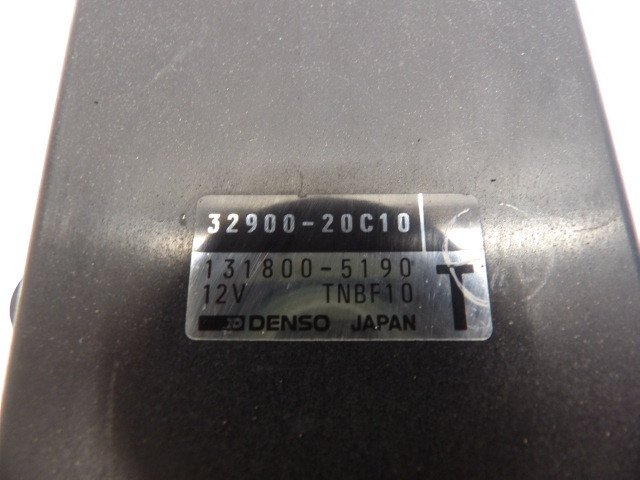 32900-20C10
131800-5190
12V TNBF10 T
DENSO JAPAN